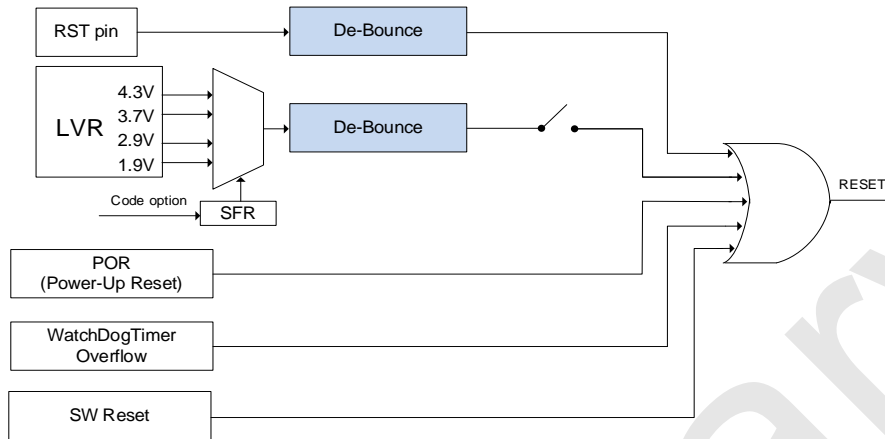 RST pin
De-Bounce
LVR
4.3V
3.7V
2.9V
1.9V
De-Bounce
Code option
SFR
RESET
POR
(Power-Up Reset)
WatchDogTimer
Overflow
SW Reset